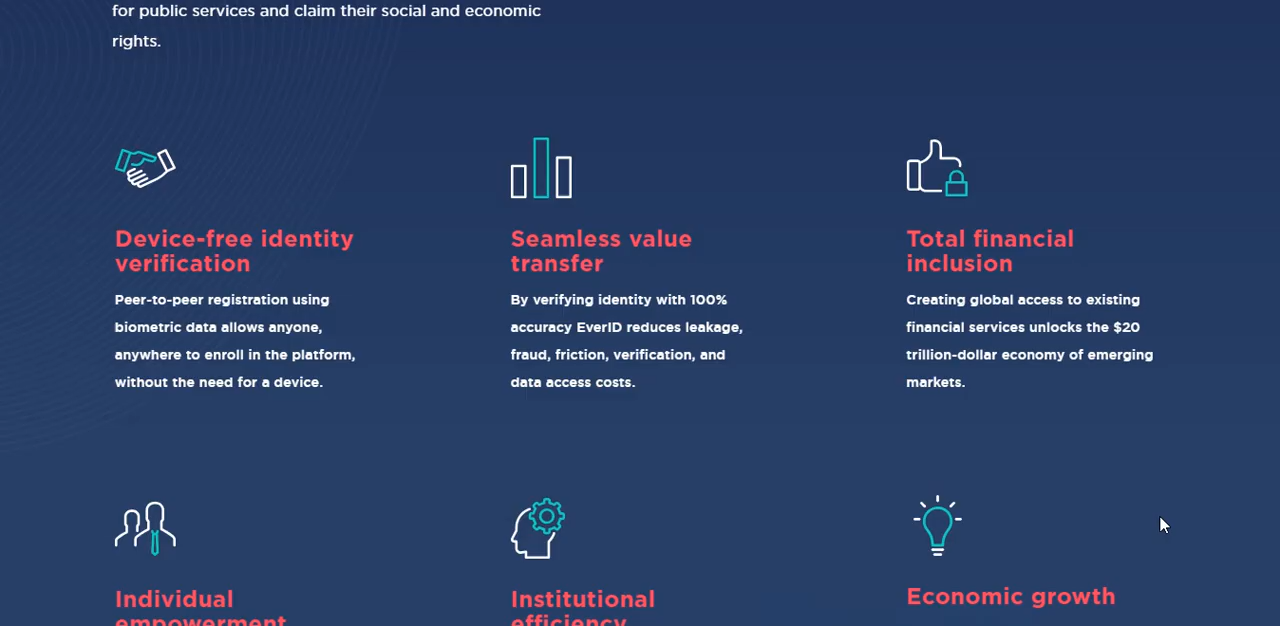 for public services and claim their social and economic
rights.
Device-free identity
verification
Peer-to-peer registration using
biometric data allows anyone,
anywhere to enroll in the platform,
without the need for a device.
Seamless value
transfer
By verifying identity with 100%
accuracy EverID reduces leakage,
fraud, friction, verification, and
data access costs.
Total financial
inclusion
Creating global access to existing
financial services unlocks the $20
trillion-dollar economy of emerging
markets.
Individual
empowerment
Institutional
efficiency
Economic growth